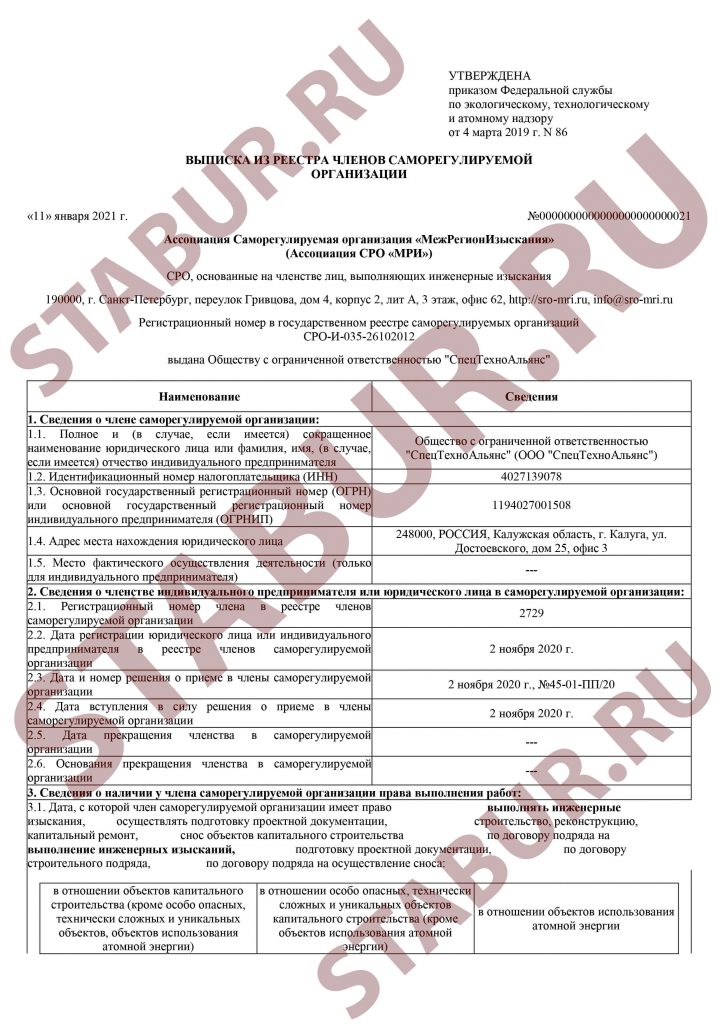 УТВЕРЖДЕНА
приказом Федеральной службы
по экологическому, технологическому
и атомному надзору
от 4 марта 2019 г. N 86
ВЫПИСКА ИЗ РЕЕСТРА ЧЛЕНОВ САМОРЕГУЛИРУЕМОЙ
ОРГАНИЗАЦИИ
«11» января 2021 г.
№0000000000000000000000021
Ассоциация Саморегулируемая организация «МежРегионИзыскания»
(Ассоциация СРО «МРИ»)
СРО, основанные на членстве лиц, выполняющих инженерные изыскания
190000, г. Санкт-Петербург, переулок Гривцова, дом 4, корпус 2, лит А, 3 этаж, офис 62, http://sro-mri.ru, info@sro-mri.ru
Регистрационный номер в государственном реестре саморегулируемых организаций
СРО-И-035-26102012
выдана Обществу с ограниченной ответственностью "СпецТехноАльянс"
Наименование
Сведения
1. Сведения о члене саморегулируемой организации:
1.1. Полное и (в случае, если имеется) сокращенное
наименование юридического лица или фамилия, имя, (в случае,
если имеется) отчество индивидуального предпринимателя
Общество с ограниченной ответственностью
"СпецТехноАльянс" (ООО "СпецТехноАльянс")
1.2. Идентификационный номер налогоплательщика (ИНН)
4027139078
1.3. Основной государственный регистрационный номер (ОГРН)
или основной государственный регистрационный номер
индивидуального предпринимателя (ОГРНИП)
1194027001508
1.4. Адрес места нахождения юридического лица
248000, РОССИЯ, Калужская область, г. Калуга, ул.
Достоевского, дом 25, офис 3
1.5. Место фактического осуществления деятельности (только
для индивидуального предпринимателя)
---
2. Сведения о членстве индивидуального предпринимателя или юридического лица в саморегулируемой организации:
2.1. Регистрационный номер члена в реестре членов
саморегулируемой организации
2729
2.2. Дата регистрации юридического лица или индивидуального
предпринимателя в реестре членов саморегулируемой
организации
2 ноября 2020 г.
2.3. Дата и номер решения о приеме в члены саморегулируемой
организации
2 ноября 2020 г., №45-01-ПП/20
2.4. Дата вступления в силу решения о приеме в члены
саморегулируемой организации
2 ноября 2020 г.
2.5. Дата прекращения членства в саморегулируемой
организации
---
2.6. Основания прекращения членства в саморегулируемой
организации
---
3. Сведения о наличии у члена саморегулируемой организации права выполнения работ:
3.1. Дата, с которой член саморегулируемой организации имеет право выполнять инженерные
изыскания, осуществлять подготовку проектной документации, строительство, реконструкцию,
капитальный ремонт, снос объектов капитального строительства по договору подряда на
выполнение инженерных изысканий, подготовку проектной документации, по договору
строительного подряда, по договору подряда на осуществление сноса:
в отношении объектов капитального
строительства (кроме особо опасных,
технически сложных и уникальных
объектов, объектов использования
атомной энергии)
в отношении особо опасных, технически
сложных и уникальных объектов
капитального строительства (кроме
объектов использования атомной
энергии)
в отношении объектов использования
атомной энергии
STABUR.RU
STABUR.RU
STABUR.RU